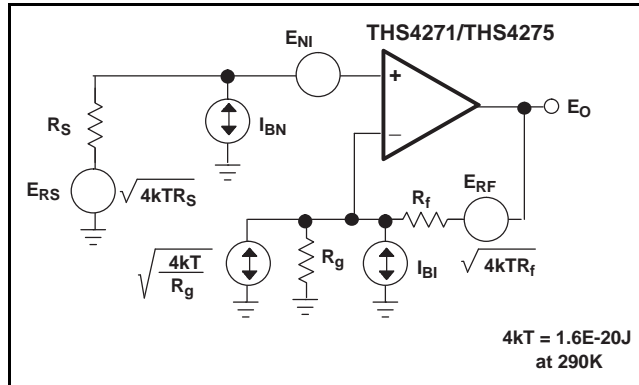 THS4271/THS4275
E_NI
+
R_S
I_BN
E_O
_
E_RS
√4kTR_S
R_f
E_RF
√(4kT/R_g)
R_g
I_BI
√4kTR_f
4kT = 1.6E-20J
at 290K